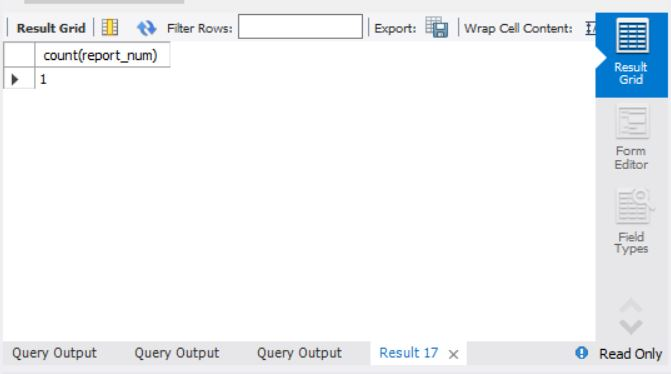 Result Grid Filter Rows: Export: Wrap Cell Content:
count(report_num)
1
Result
Grid
Form
Editor
Field
Types
Query Output Query Output Query Output Result 17 × Read Only